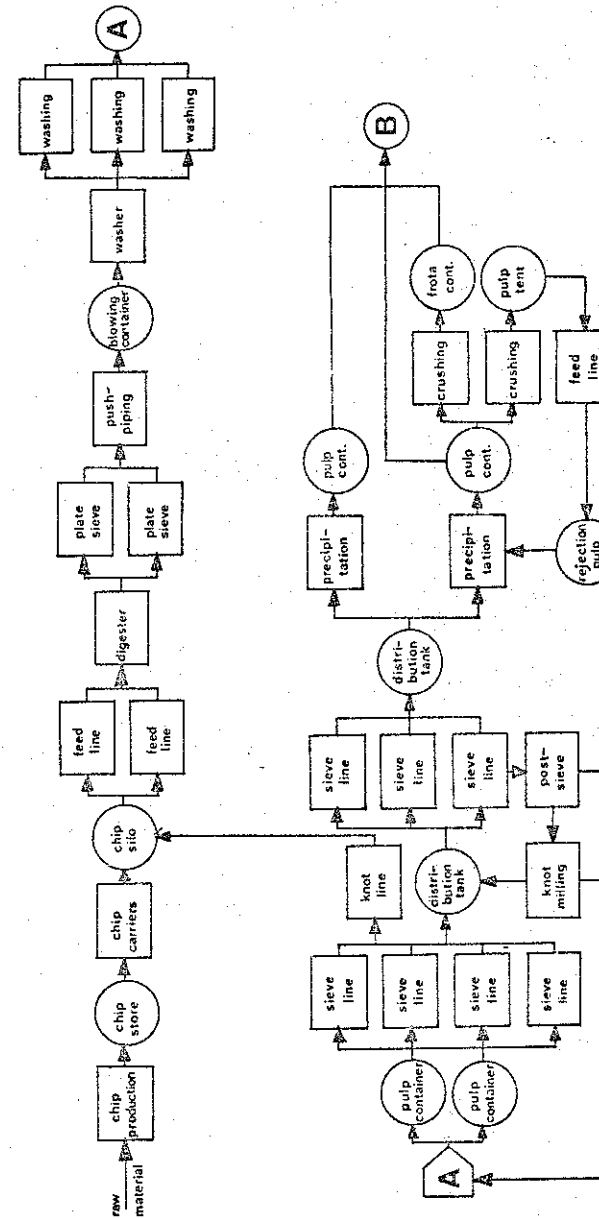 raw
material
chip
production
chip
store
chip
carriers
chip
silo
feed
line
feed
line
digester
plate
sieve
plate
sieve
push-
piping
blowing
container
washer
washing
washing
washing
A
A
pulp
container
pulp
container
sieve
line
sieve
line
sieve
line
sieve
line
knot
line
distri-
bution
tank
knot
milling
sieve
line
sieve
line
sieve
line
post-
sieve
distri-
bution
tank
precipi-
tation
precipi-
tation
rejection
pulp
pulp
cont.
pulp
cont.
crushing
crushing
frota
cont.
pulp
tent
feed
line
B